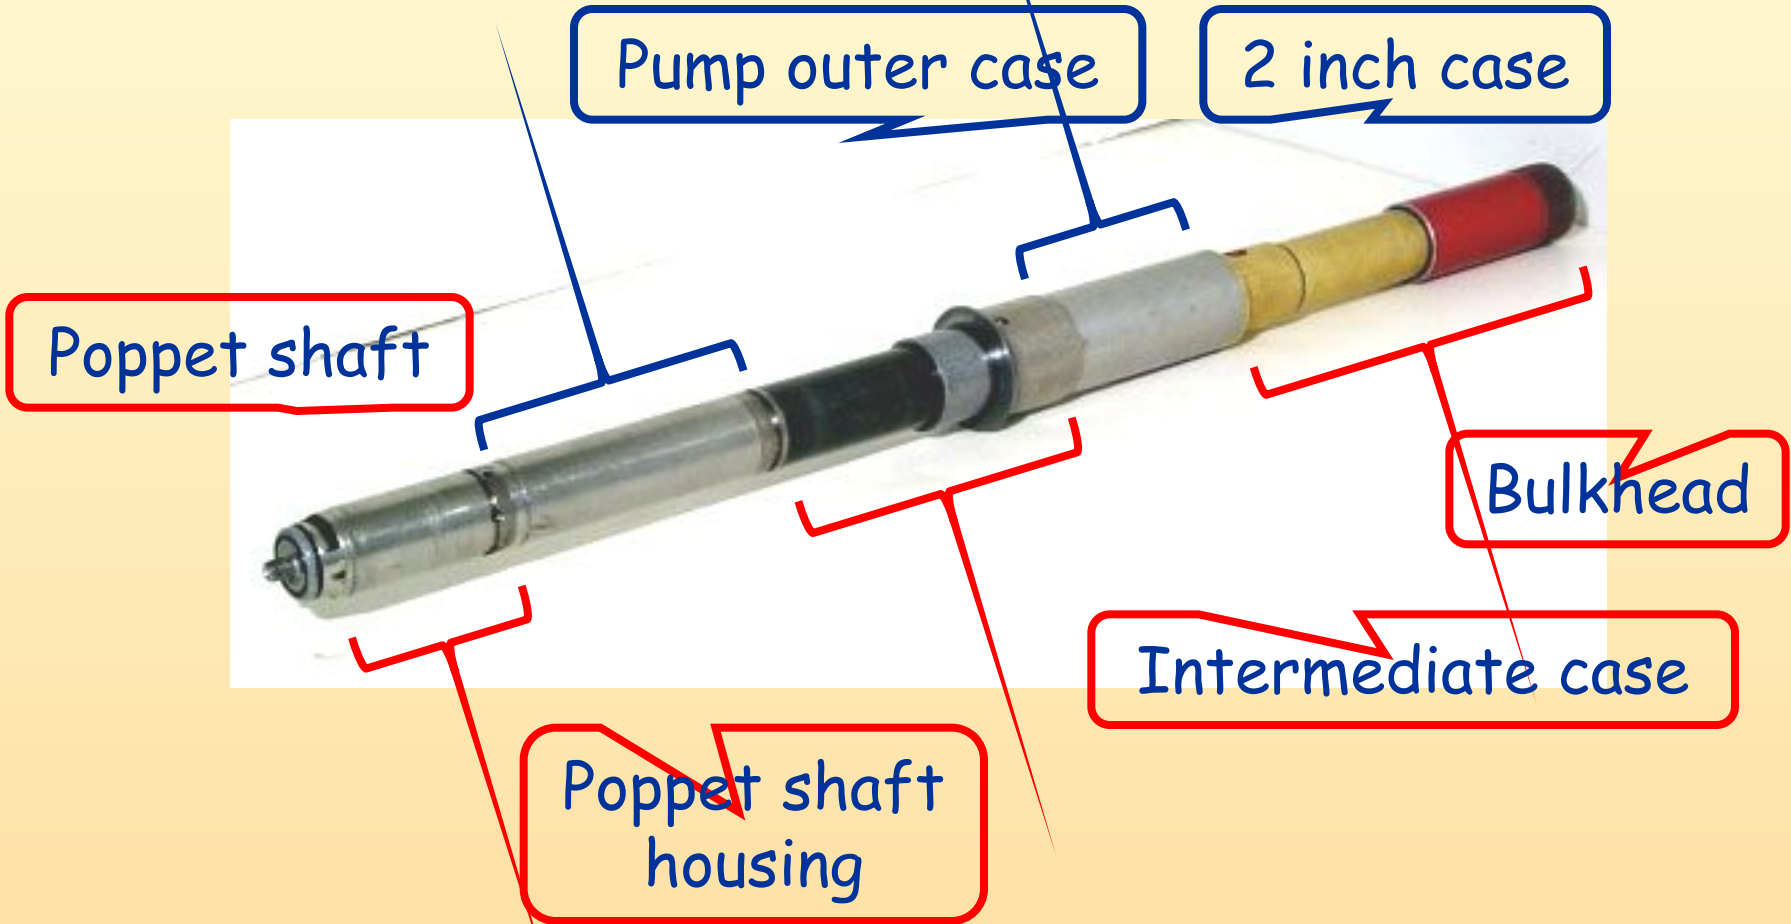 Pump outer case
2 inch case
Poppet shaft
Bulkhead
Intermediate case
Poppet shaft
housing